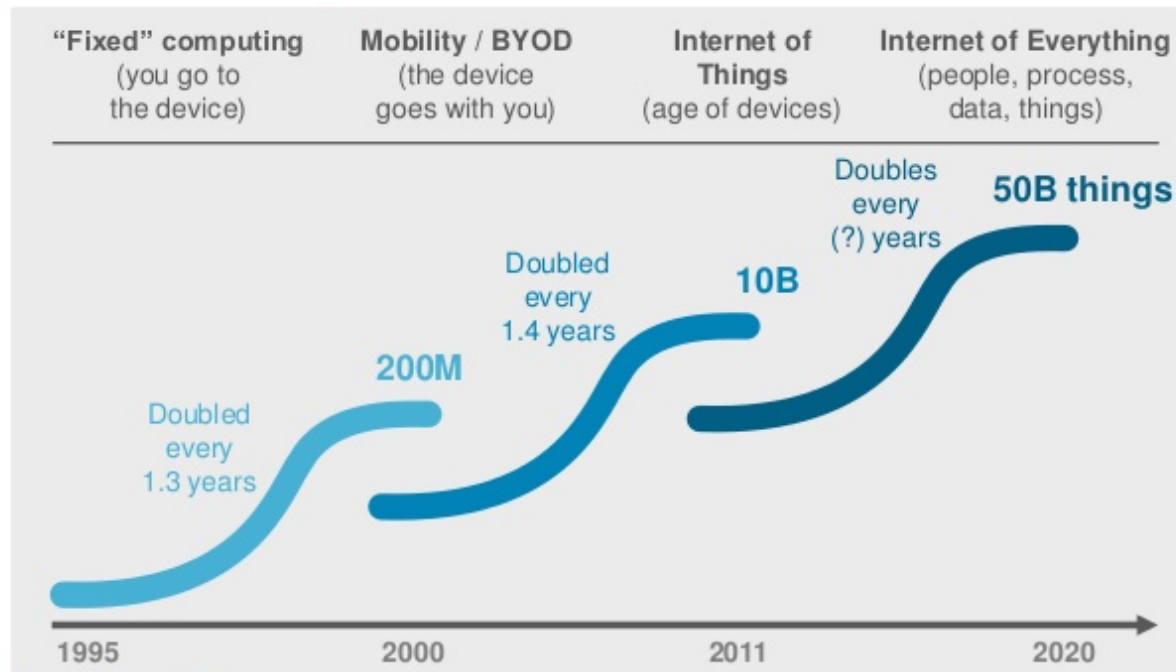 “Fixed” computing
(you go to
the device)
Mobility / BYOD
(the device
goes with you)
Internet of
Things
(age of devices)
Internet of Everything
(people, process,
data, things)
Doubles
every
(?) years
50B things
Doubled
every
1.4 years
10B
200M
Doubled
every
1.3 years
1995
2000
2011
2020